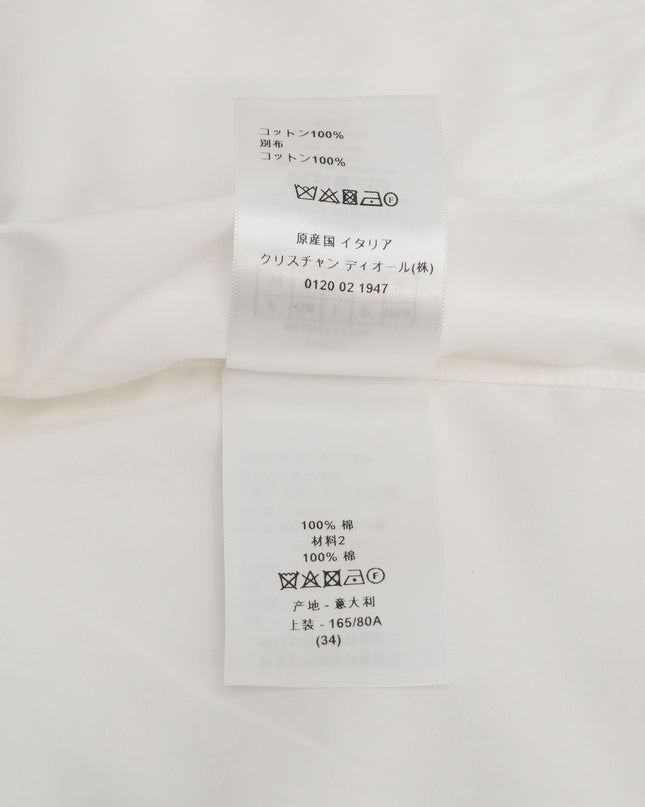 コットン100%
別布
コットン100%
F
原産国 イタリア
クリスチャン ディオール(株)
0120 02 1947
100% 棉
材料2
100% 棉
F
产地 - 意大利
上装 - 165/80A
(34)